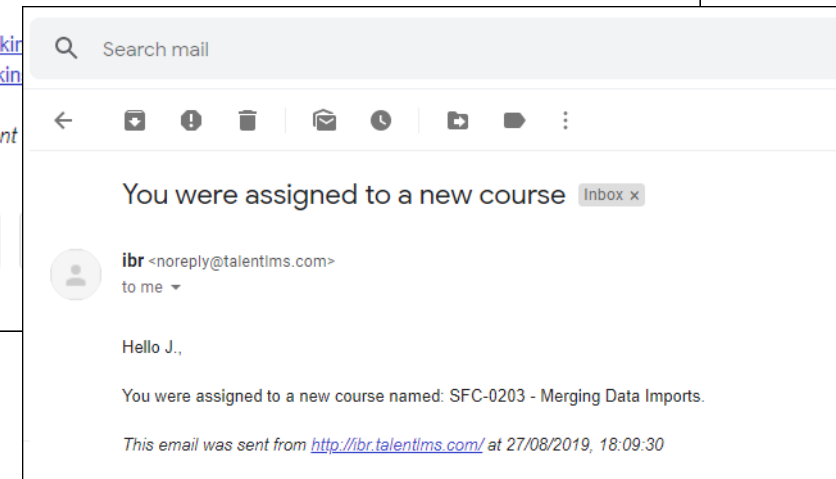 Search mail
You were assigned to a new course Inbox x
ibr <noreply@talentlms.com>
to me
Hello J.,
You were assigned to a new course named: SFC-0203 - Merging Data Imports.
This email was sent from http://ibr.talentlms.com/ at 27/08/2019, 18:09:30